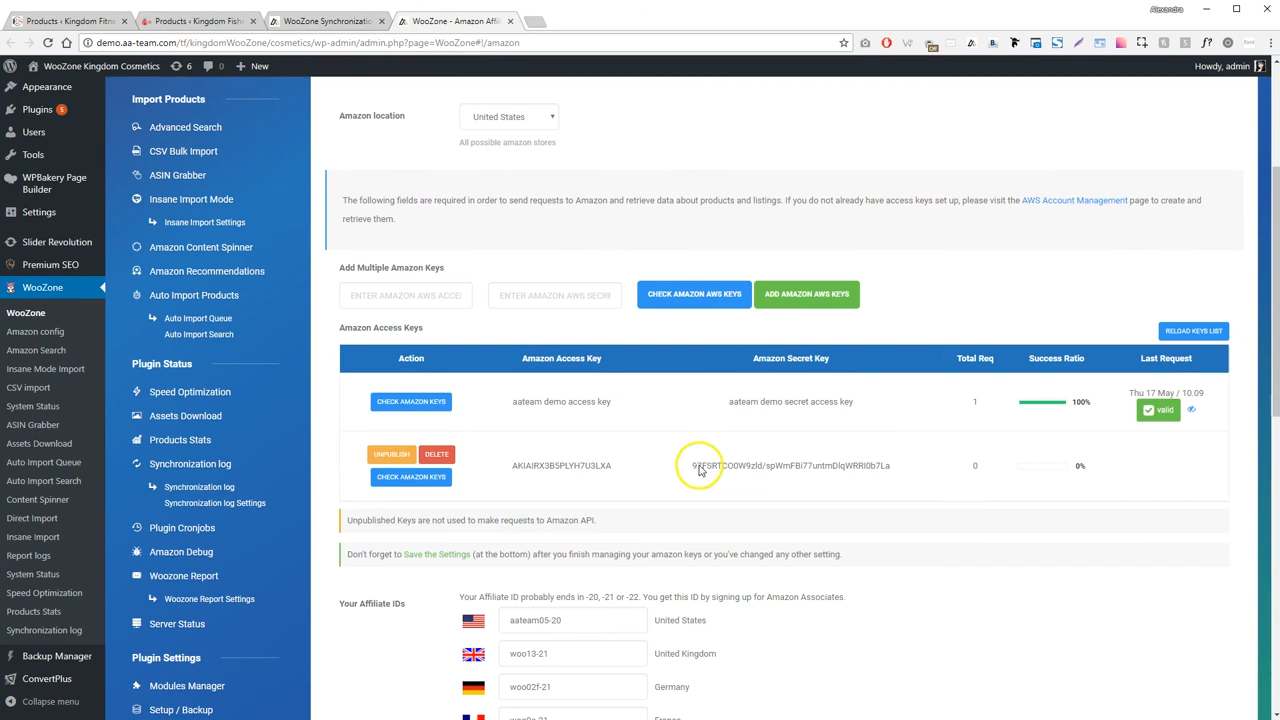 Products ‹ Kingdom Fitn
Products ‹ Kingdom Fishe
WooZone Synchronization
WooZone - Amazon Affi
Alexandra
demo.aa-team.com/tf/kingdomWooZone/cosmetics/wp-admin/admin.php?page=WooZone#!/amazon
WooZone Kingdom Cosmetics
6
0
New
Howdy, admin
Appearance
Plugins 5
Users
Tools
WPBakery Page
Builder
Settings
Slider Revolution
Premium SEO
WooZone
WooZone
Amazon config
Amazon Search
Insane Mode Import
CSV import
System Status
ASIN Grabber
Assets Download
Auto Import Queue
Auto Import Search
Content Spinner
Direct Import
Insane import
Report logs
System Status
Speed Optimization
Products Stats
Synchronization log
Backup Manager
ConvertPlus
Collapse menu
Import Products
Advanced Search
CSV Bulk Import
ASIN Grabber
Insane Import Mode
Insane Import Settings
Amazon Content Spinner
Amazon Recommendations
Auto Import Products
Auto Import Queue
Auto Import Search
Plugin Status
Speed Optimization
Assets Download
Products Stats
Synchronization log
Synchronization log
Synchronization log Settings
Plugin Cronjobs
Amazon Debug
Woozone Report
Woozone Report Settings
Server Status
Plugin Settings
Modules Manager
Setup / Backup
Amazon location
United States
All possible amazon stores
The following fields are required in order to send requests to Amazon and retrieve data about products and listings. If you do not already have access keys set up, please visit the AWS Account Management page to create and
retrieve them.
Add Multiple Amazon Keys
ENTER AMAZON AWS ACCES
ENTER AMAZON AWS SECRE
CHECK AMAZON AWS KEYS
ADD AMAZON AWS KEYS
Amazon Access Keys
RELOAD KEYS LIST
Action Amazon Access Key Amazon Secret Key Total Req Success Ratio Last Request
CHECK AMAZON KEYS aateam demo access key aateam demo secret access key 1 100% Thu 17 May / 10.09
valid
UNPUBLISH DELETE
AKIAIRX3B5PLYH7U3LXA 0 0%
CHECK AMAZON KEYS
Unpublished Keys are not used to make requests to Amazon API.
Don't forget to Save the Settings (at the bottom) after you finish managing your amazon keys or you've changed any other setting.
Your Affiliate IDs
Your Affiliate ID probably ends in -20, -21 or -22. You get this ID by signing up for Amazon Associates.
aateam05-20 United States
woo13-21 United Kingdom
woo02f-21 Germany